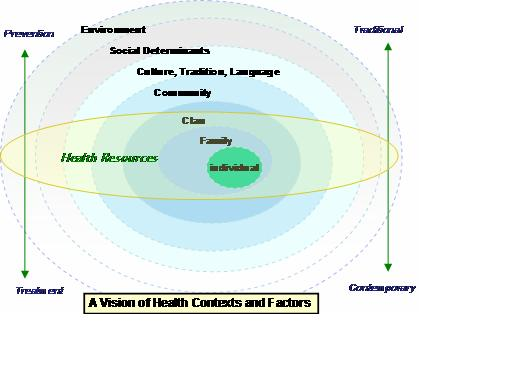 Environment
Prevention
Traditional
Social Determinants
Culture, Tradition, Language
Community
Clan
Family
Health Resources
individual
Treatment
Contemporary
A Vision of Health Contexts and Factors